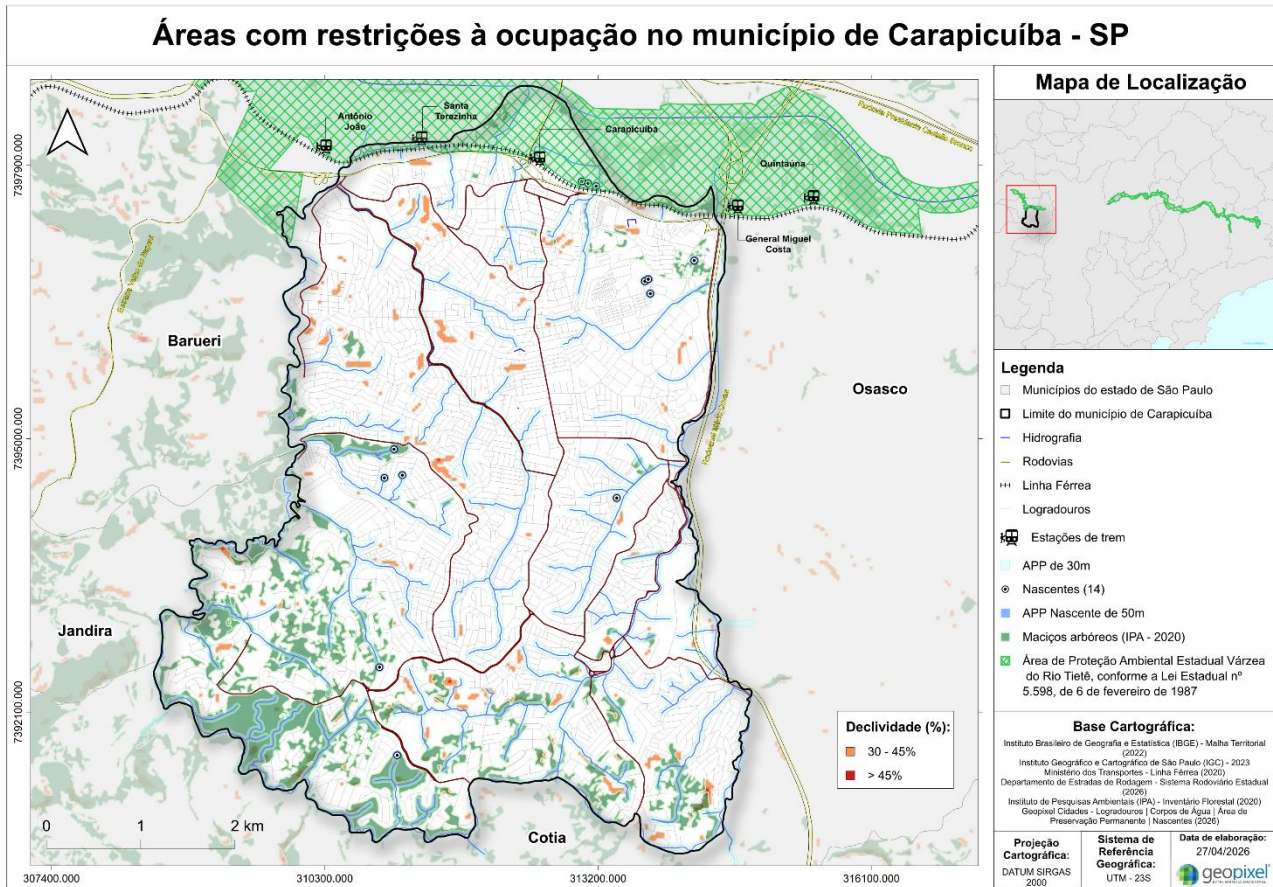 Áreas com restrições à ocupação no município de Carapicuíba - SP
Antônio
João
Santa
Terezinha
Carapicuíba
Quintaúna
General Miguel
Costa
Barueri
Osasco
Jandira
Cotia
7397900.000
7395000.000
7392100.000
307400.000
310300.000
313200.000
316100.000
0 1 2 km
Declividade (%):
30 - 45%
> 45%
Mapa de Localização
Legenda
Municípios do estado de São Paulo
Limite do município de Carapicuíba
Hidrografia
Rodovias
Linha Férrea
Logradouros
Estações de trem
APP de 30m
Nascentes (14)
APP Nascente de 50m
Maciços arbóreos (IPA - 2020)
Área de Proteção Ambiental Estadual Várzea
do Rio Tietê, conforme a Lei Estadual nº
5.598, de 6 de fevereiro de 1987
Base Cartográfica:
Instituto Brasileiro de Geografia e Estatística (IBGE) - Malha Territorial
(2022)
Instituto Geográfico e Cartográfico de São Paulo (IGC) - 2023
Ministério dos Transportes - Linha Férrea (2020)
Departamento de Estradas de Rodagem - Sistema Rodoviário Estadual
(2026)
Instituto de Pesquisas Ambientais (IPA) - Inventário Florestal (2020)
Geopixel Cidades - Logradouros | Corpos de Água | Área de
Preservação Permanente | Nascentes (2026)
Projeção
Cartográfica:
DATUM SIRGAS
2000
Sistema de
Referência
Geográfica:
UTM - 23S
Data de elaboração:
27/04/2026
geopixel